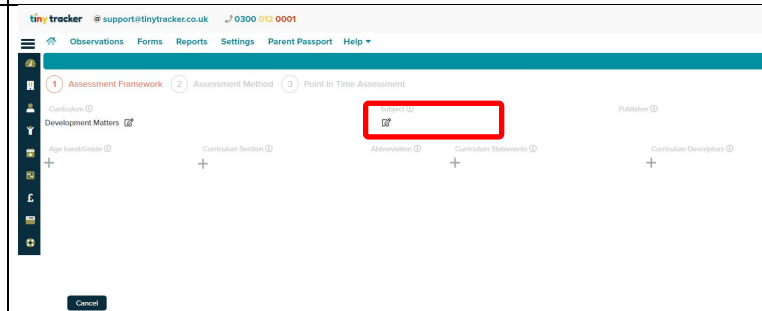 tiny tracker @ support@tinytracker.co.uk 0300 012 0001
Observations Forms Reports Settings Parent Passport Help
1 Assessment Framework 2 Assessment Method 3 Point In Time Assessment
Curriculum Subject Publisher
Development Matters
Age band/Grade Curriculum Section Abbreviation Curriculum Statements Curriculum Descriptors
£
Cancel